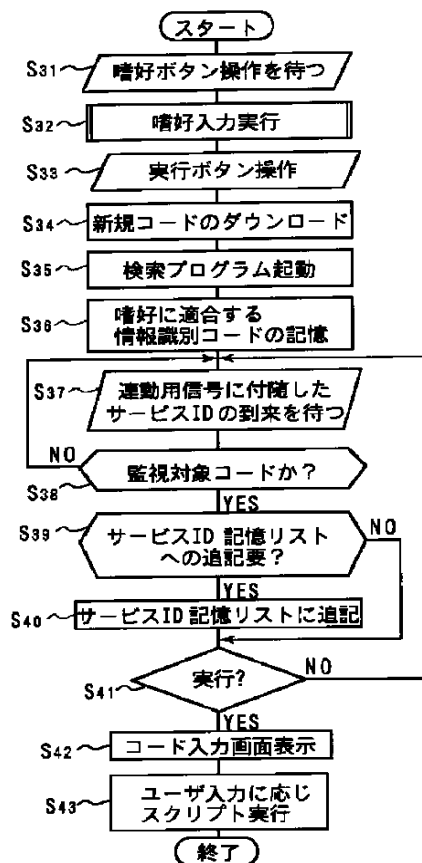 スタート
S31
嗜好ボタン操作を待つ
S32
嗜好入力実行
S33
実行ボタン操作
S34
新規コードのダウンロード
S35
検索プログラム起動
S36
嗜好に適合する
情報識別コードの記憶
S37
連動用信号に付随した
サービスIDの到来を待つ
NO
監視対象コードか?
S38
YES
S39
サービスID記憶リスト
への追記要?
NO
YES
S40
サービスID記憶リストに追記
実行?
NO
S41
YES
S42
コード入力画面表示
S43
ユーザ入力に応じ
スクリプト実行
終了